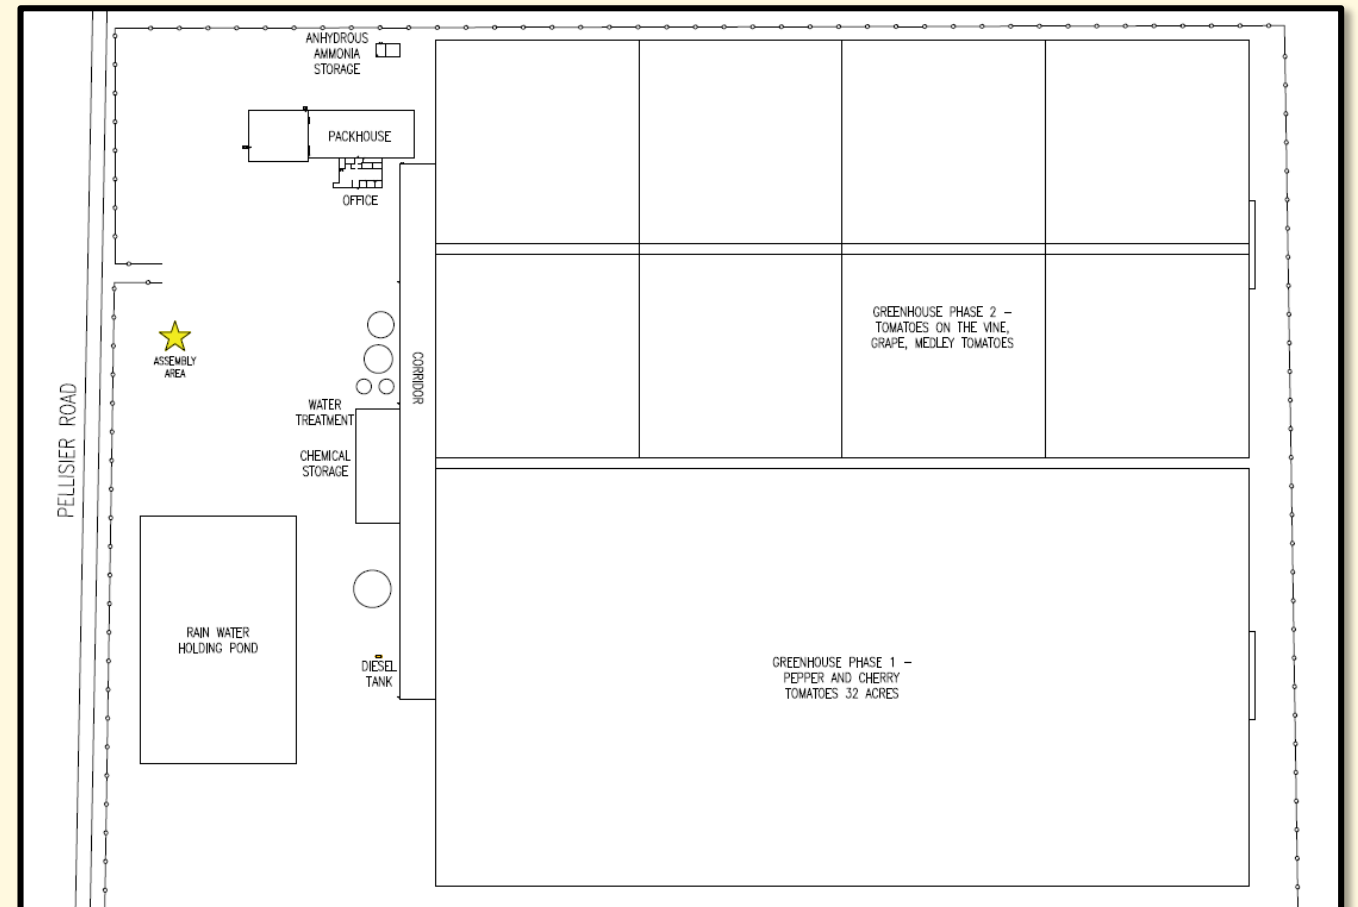 ANHYDROUS
AMMONIA
STORAGE
PACKHOUSE
OFFICE
GREENHOUSE PHASE 2 –
TOMATOES ON THE VINE,
GRAPE, MEDLEY TOMATOES
ASSEMBLY
AREA
CORRIDOR
PELLISIER ROAD
WATER
TREATMENT
CHEMICAL
STORAGE
RAIN WATER
HOLDING POND
DIESEL
TANK
GREENHOUSE PHASE 1 –
PEPPER AND CHERRY
TOMATOES 32 ACRES